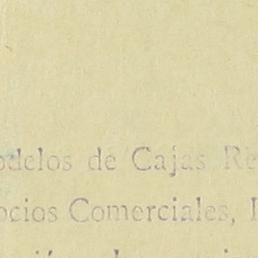 odelos de Cajas Re
ocios Comerciales, I